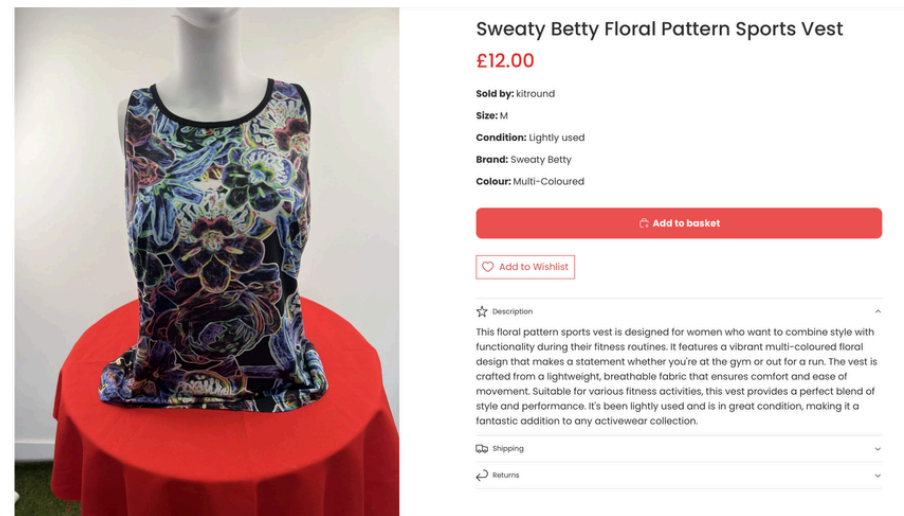 Sweaty Betty Floral Pattern Sports Vest
£12.00
Sold by: kitround
Size: M
Condition: Lightly used
Brand: Sweaty Betty
Colour: Multi-Coloured
Add to basket
Add to Wishlist
Description
This floral pattern sports vest is designed for women who want to combine style with
functionality during their fitness routines. It features a vibrant multi-coloured floral
design that makes a statement whether you're at the gym or out for a run. The vest is
crafted from a lightweight, breathable fabric that ensures comfort and ease of
movement. Suitable for various fitness activities, this vest provides a perfect blend of
style and performance. It's been lightly used and is in great condition, making it a
fantastic addition to any activewear collection.
Shipping
Returns